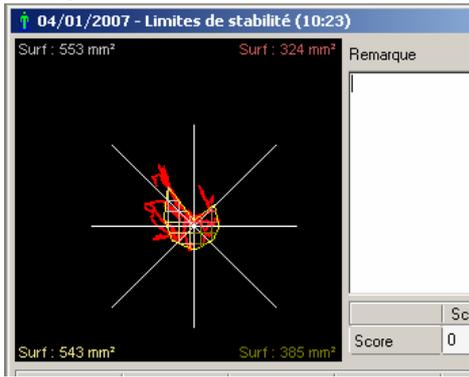 04/01/2007 - Limites de stabilité (10:23)
Surf : 553 mm² Surf : 324 mm²
Remarque
Sc
Score 0
Surf : 543 mm² Surf : 385 mm²